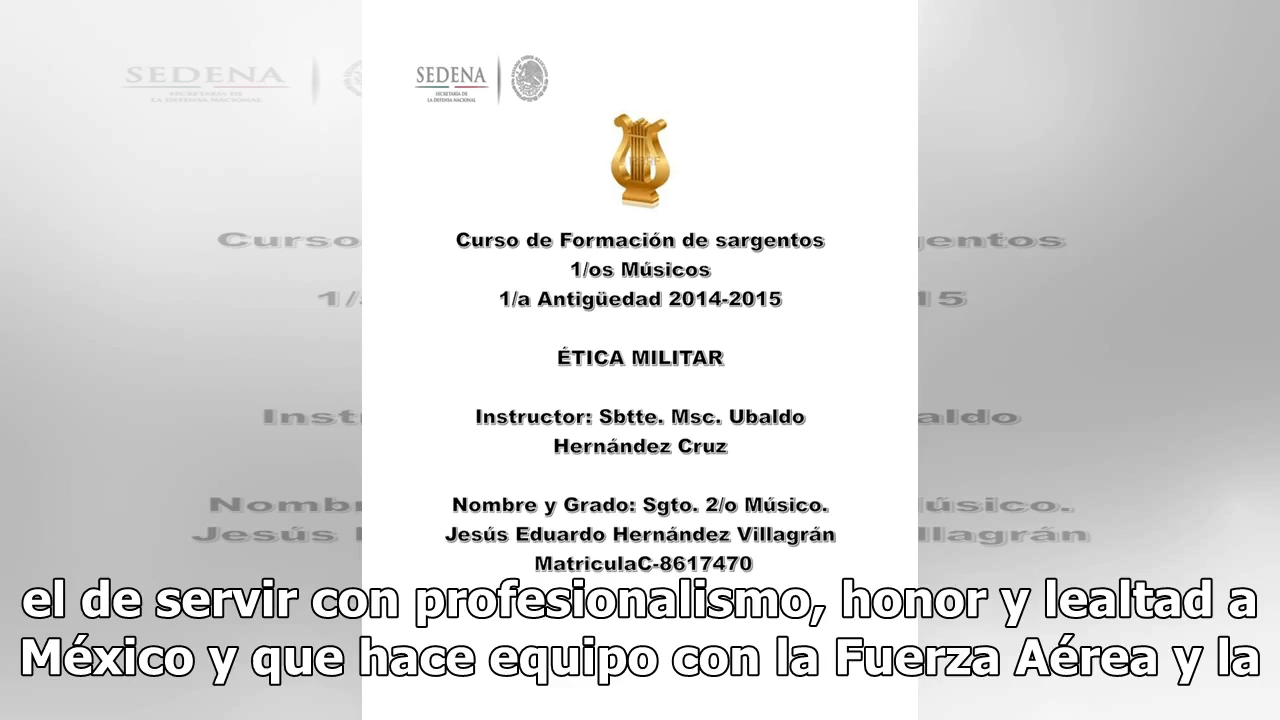 SEDENA
SECRETARÍA DE
LA DEFENSA NACIONAL
Curso de Formación de sargentos
1/os Músicos
1/a Antigüedad 2014-2015
ÉTICA MILITAR
Instructor: Sbtte. Msc. Ubaldo
Hernández Cruz
Nombre y Grado: Sgto. 2/o Músico.
Jesús Eduardo Hernández Villagrán
MatriculaC-8617470
el de servir con profesionalismo, honor y lealtad a
México y que hace equipo con la Fuerza Aérea y la